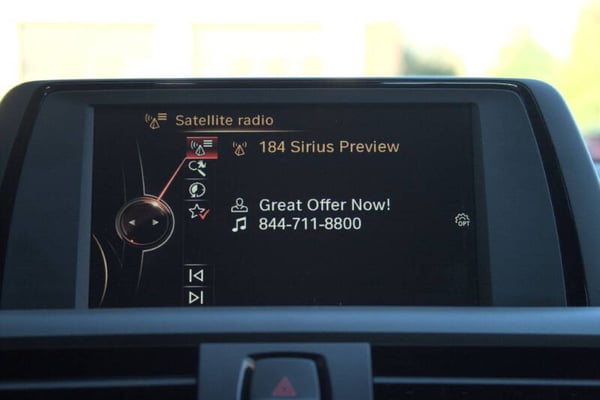 Satellite radio
184 Sirius Preview
Great Offer Now!
844-711-8800
OPT